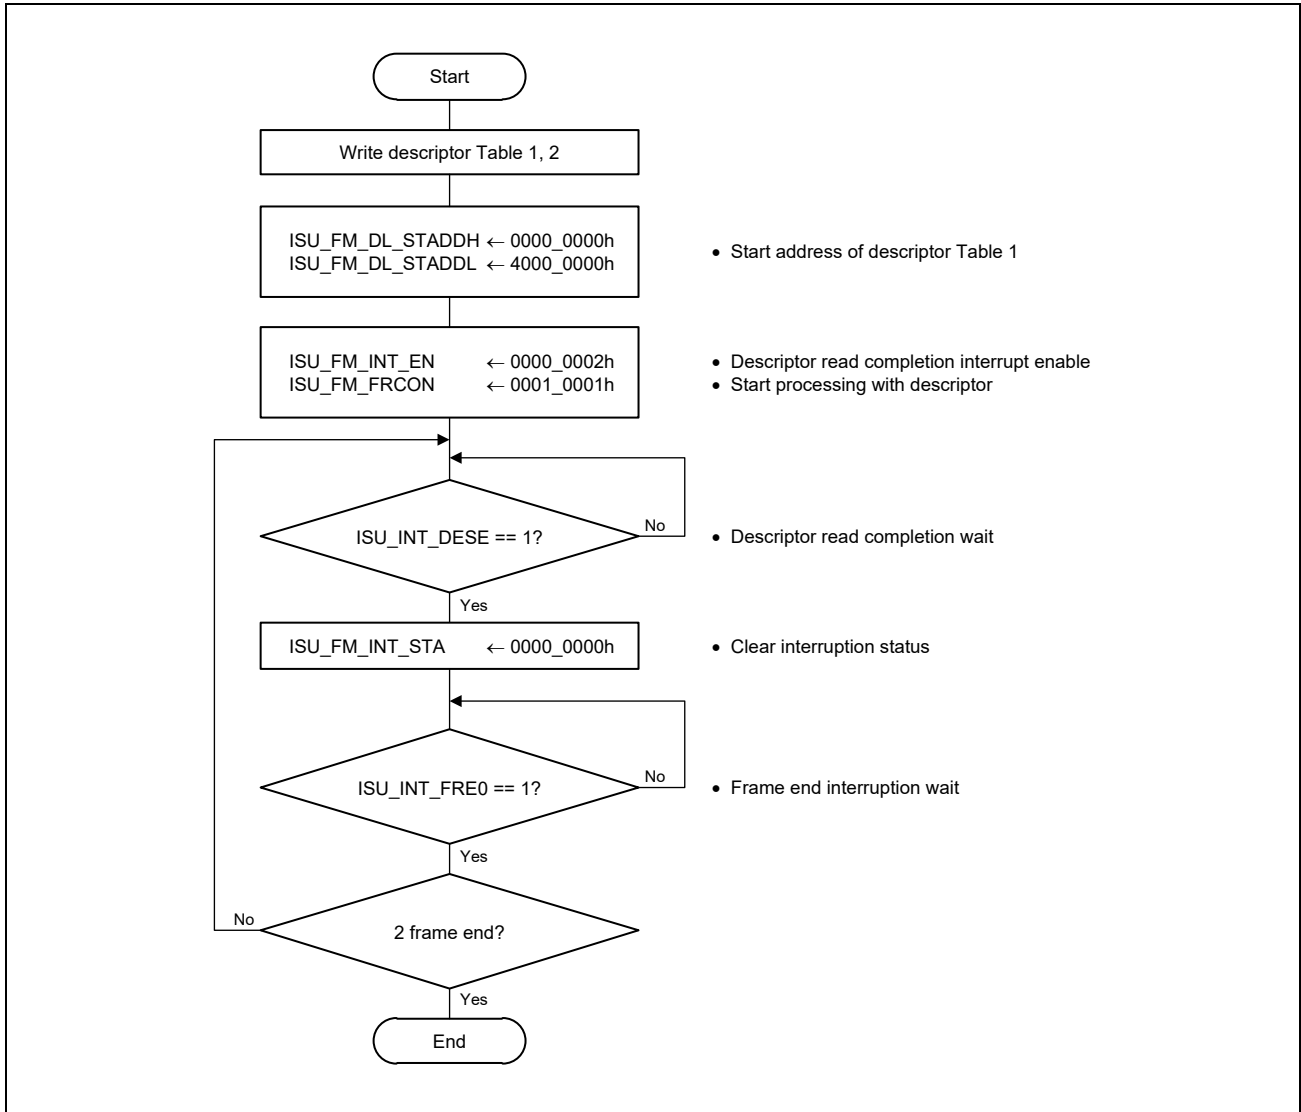 Start
Write descriptor Table 1, 2
ISU_FM_DL_STADDH ← 0000_0000h
ISU_FM_DL_STADDL ← 4000_0000h
• Start address of descriptor Table 1
ISU_FM_INT_EN ← 0000_0002h
ISU_FM_FRCON ← 0001_0001h
• Descriptor read completion interrupt enable
• Start processing with descriptor
ISU_INT_DESE == 1?
No
• Descriptor read completion wait
Yes
ISU_FM_INT_STA ← 0000_0000h
• Clear interruption status
ISU_INT_FRE0 == 1?
No
• Frame end interruption wait
Yes
No
2 frame end?
Yes
End